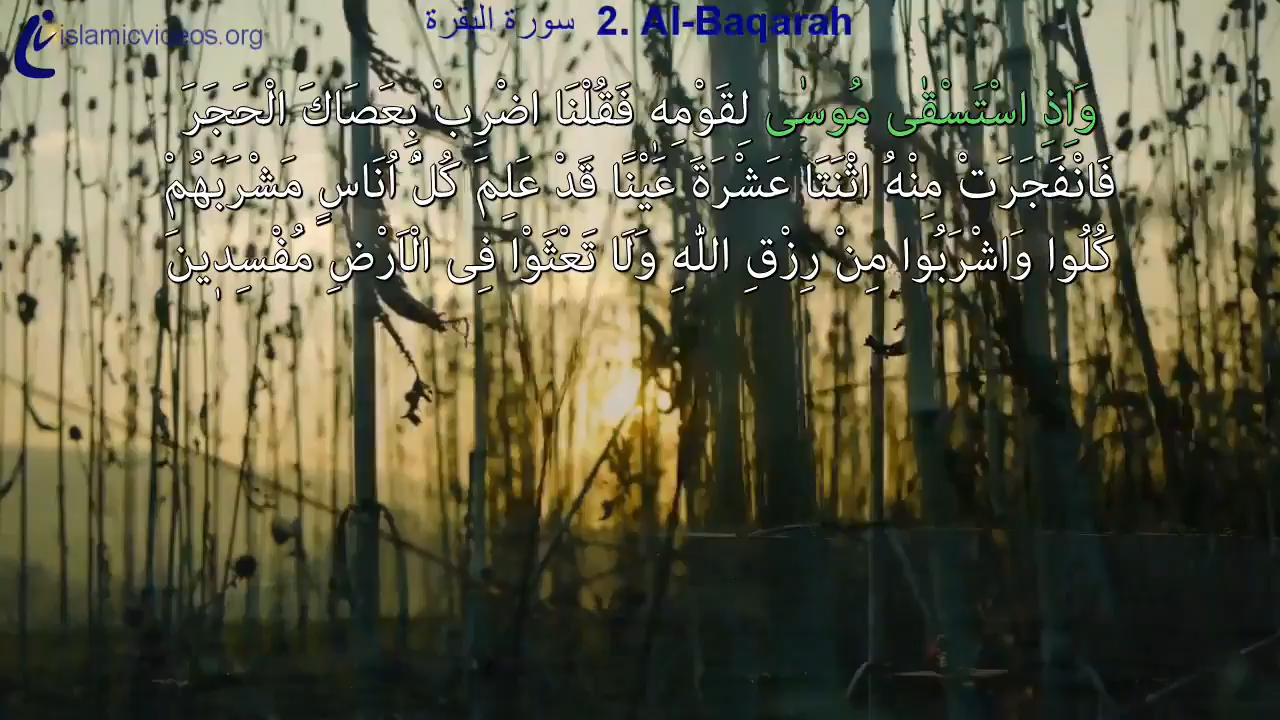 islamicvideos.org
سورة البقرة 2. Al-Baqarah
وَاِذِ اسْتَسْقٰى مُوسٰى لِقَوْمِهٖ فَقُلْنَا اضْرِبْ بِعَصَاكَ الْحَجَرَ
فَانْفَجَرَتْ مِنْهُ اثْنَتَا عَشْرَةَ عَيْنًا قَدْ عَلِمَ كُلُّ اُنَاسٍ مَشْرَبَهُمْ
كُلُوا وَاشْرَبُوا مِنْ رِزْقِ اللّٰهِ وَلَا تَعْثَوْا فِى الْاَرْضِ مُفْسِدٖينَ